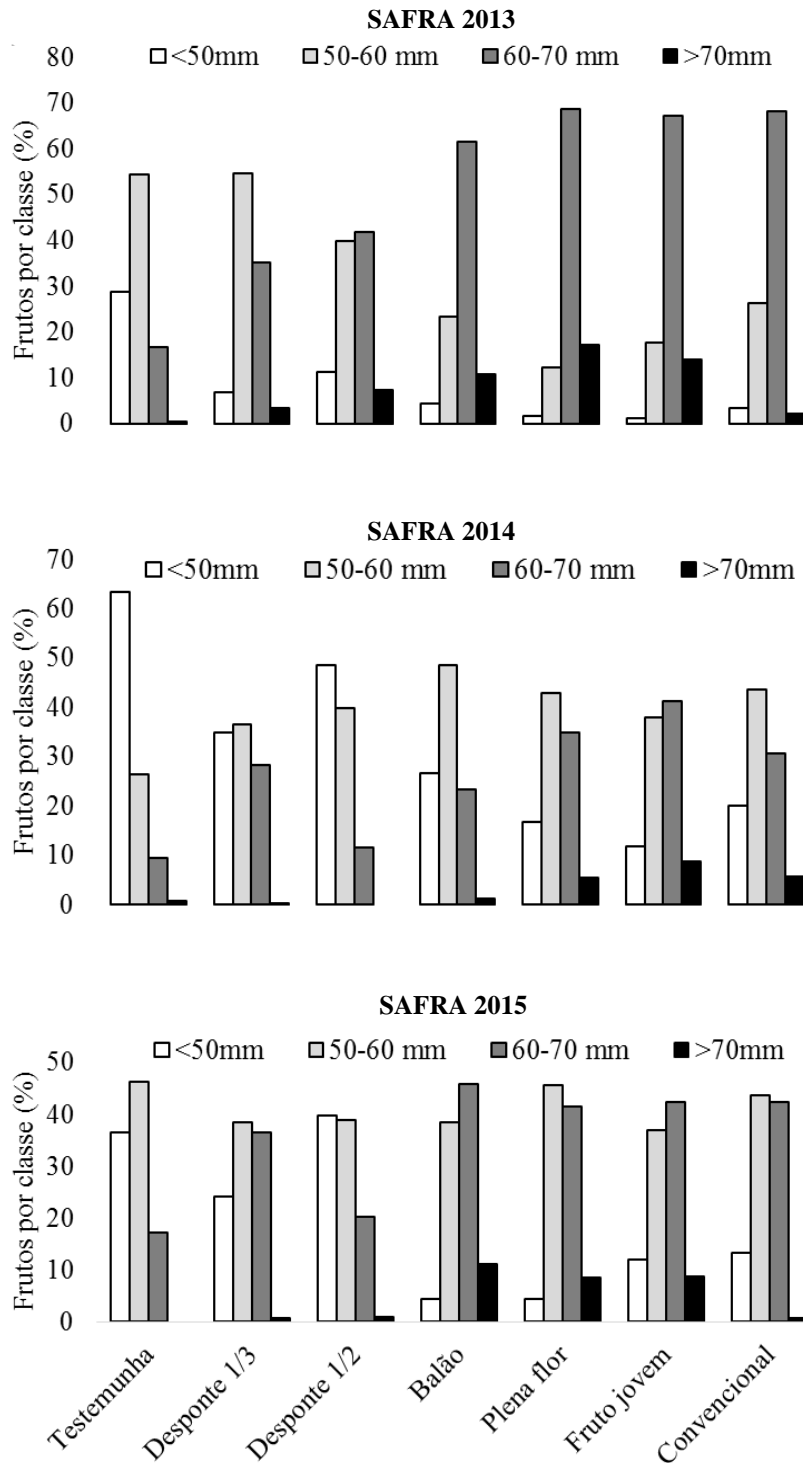 SAFRA 2013
<50mm 50-60 mm 60-70 mm >70mm
Frutos por classe (%)
80
70
60
50
40
30
20
10
0
SAFRA 2014
<50mm 50-60 mm 60-70 mm >70mm
Frutos por classe (%)
70
60
50
40
30
20
10
0
SAFRA 2015
<50mm 50-60 mm 60-70 mm >70mm
Frutos por classe (%)
50
40
30
20
10
0
Testemunha
Desponte 1/3
Desponte 1/2
Balão
Plena flor
Fruto jovem
Convencional